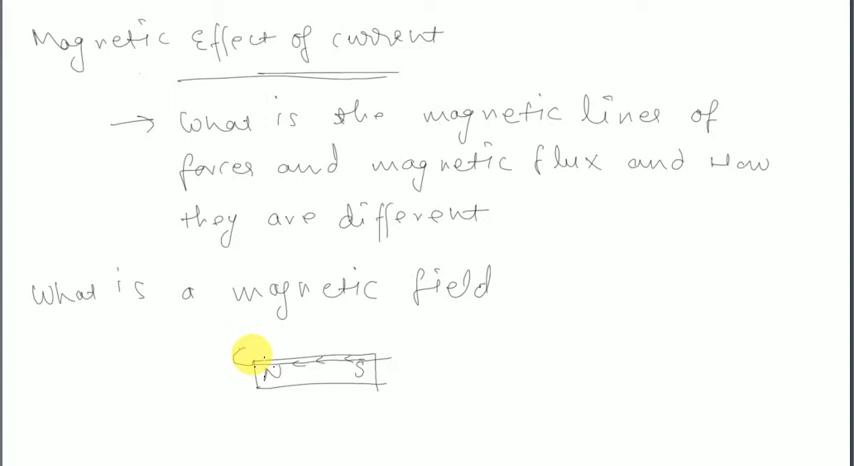 Magnetic Effect of current
→ What is the magnetic lines of
forces and magnetic flux and How
they are different
What is a magnetic field
N S